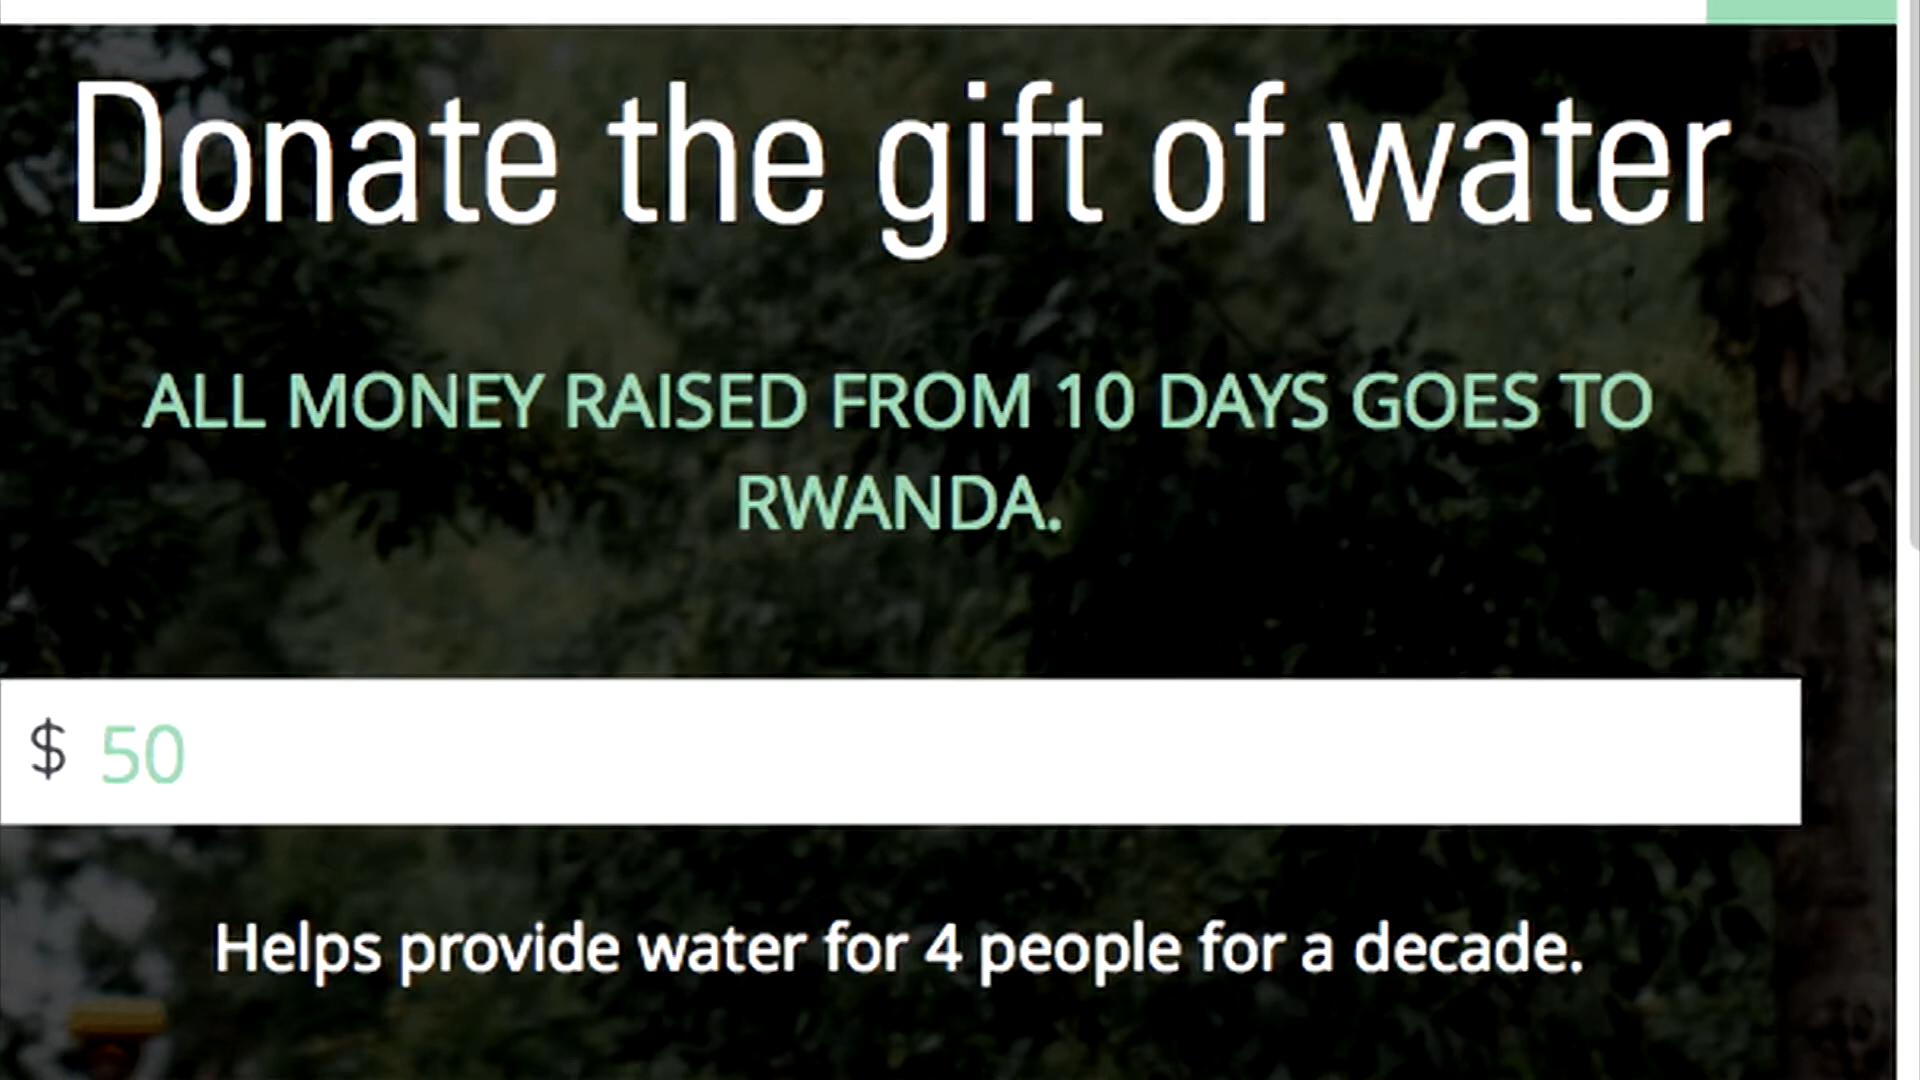 Donate the gift of water
ALL MONEY RAISED FROM 10 DAYS GOES TO
RWANDA.
$ 50
Helps provide water for 4 people for a decade.